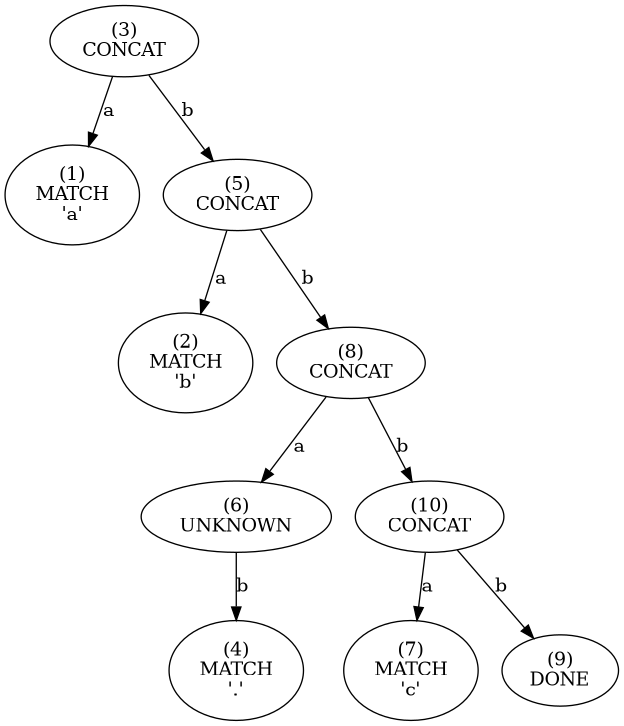 (3)
CONCAT
a
b
(1)
MATCH
'a'
(5)
CONCAT
a
b
(2)
MATCH
'b'
(8)
CONCAT
a
b
(6)
UNKNOWN
(10)
CONCAT
b
a
b
(4)
MATCH
'.'
(7)
MATCH
'c'
(9)
DONE